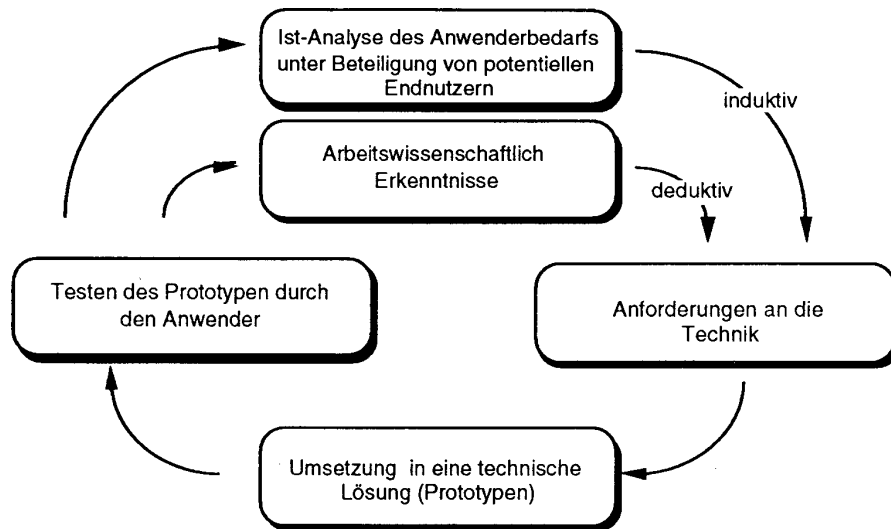 Ist-Analyse des Anwenderbedarfs
unter Beteiligung von potentiellen
Endnutzern
induktiv
Arbeitswissenschaftlich
Erkenntnisse
deduktiv
Testen des Prototypen durch
den Anwender
Anforderungen an die
Technik
Umsetzung in eine technische
Lösung (Prototypen)